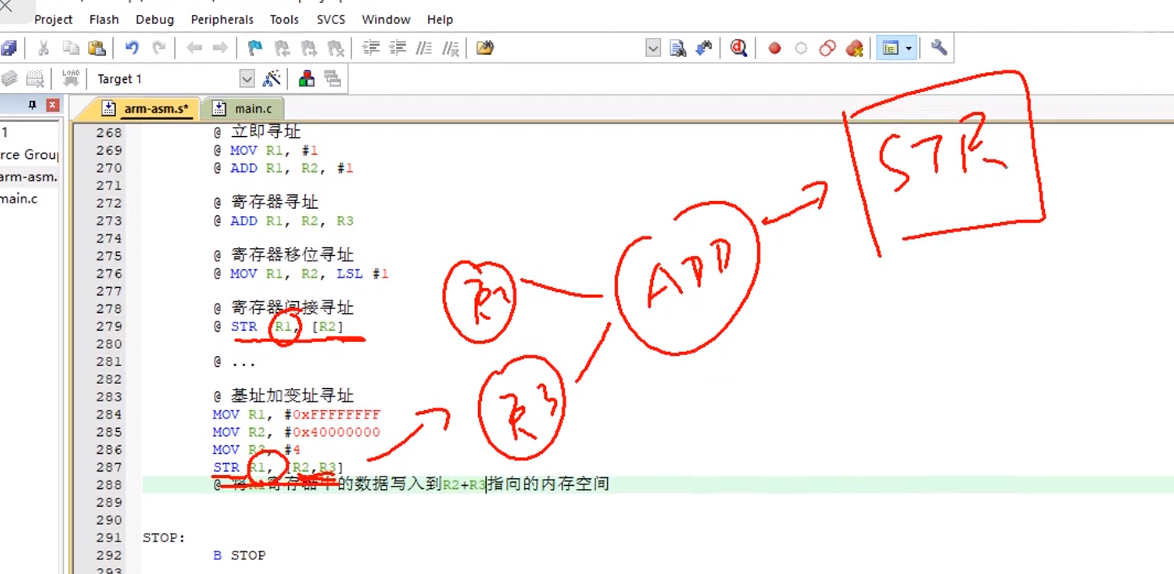 Project Flash Debug Peripherals Tools SVCS Window Help
LOAD Target 1
arm-asm.s* main.c
1
rce Group
arm-asm.
main.c
268 @ 立即寻址
269 @ MOV R1, #1
270 @ ADD R1, R2, #1
271
272 @ 寄存器寻址
273 @ ADD R1, R2, R3
274
275 @ 寄存器移位寻址
276 @ MOV R1, R2, LSL #1
277
278 @ 寄存器间接寻址
279 @ STR R1, [R2]
280
281 @ ...
282
283 @ 基址加变址寻址
284 MOV R1, #0xFFFFFFFF
285 MOV R2, #0x40000000
286 MOV R3, #4
287 STR R1, [R2,R3]
288 @ 将R1寄存器中的数据写入到R2+R3指向的内存空间
289
290
291 STOP:
292 B STOP
293
R2
R3
ADD
STR